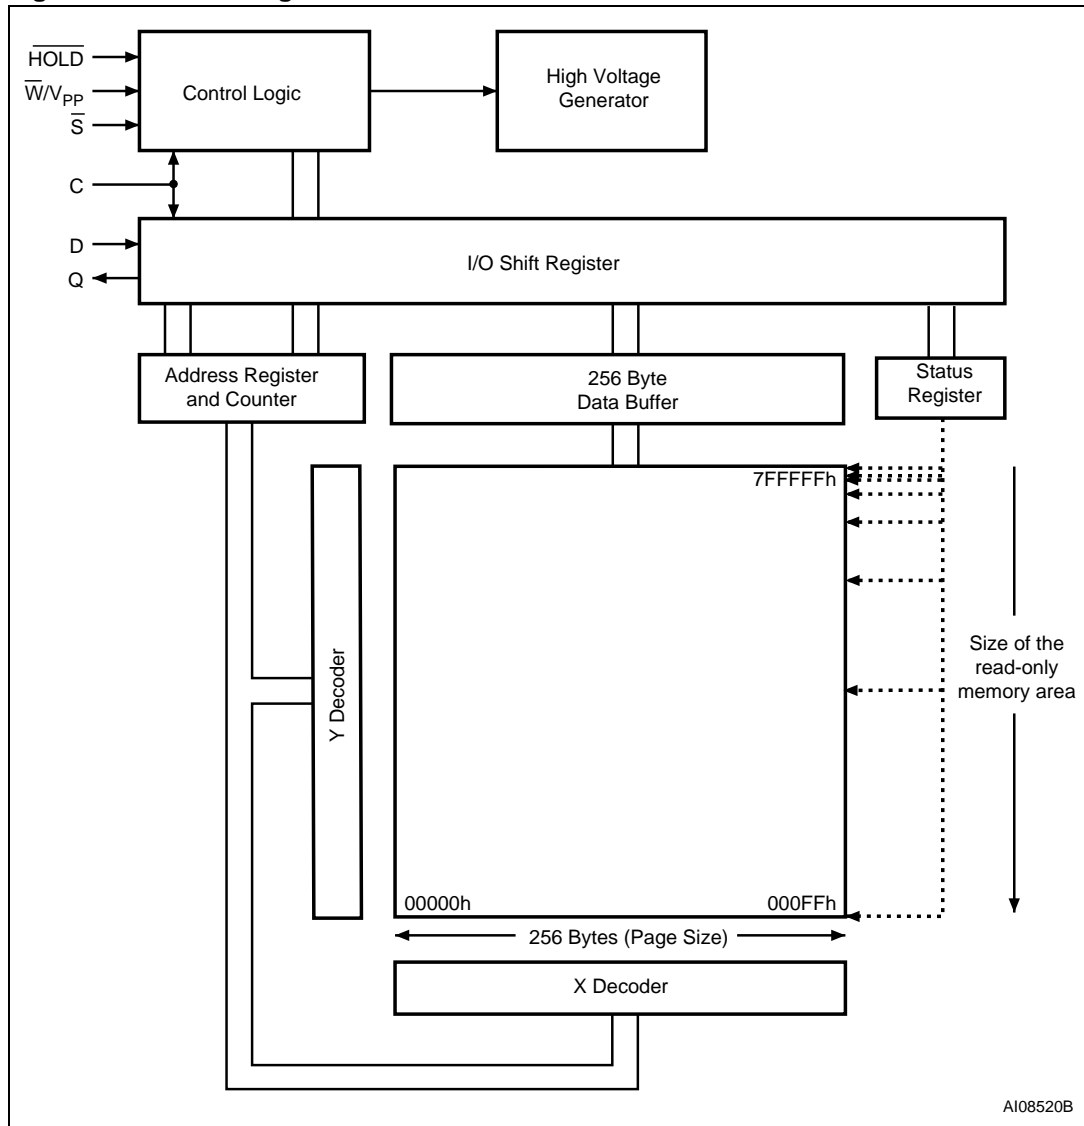 H̅O̅L̅D̅
W̅/VPP
S̅
C
D
Q
Control Logic
High Voltage
Generator
I/O Shift Register
Address Register
and Counter
256 Byte
Data Buffer
Status
Register
7FFFFFh
Y Decoder
Size of the
read-only
memory area
00000h
000FFh
256 Bytes (Page Size)
X Decoder
AI08520B